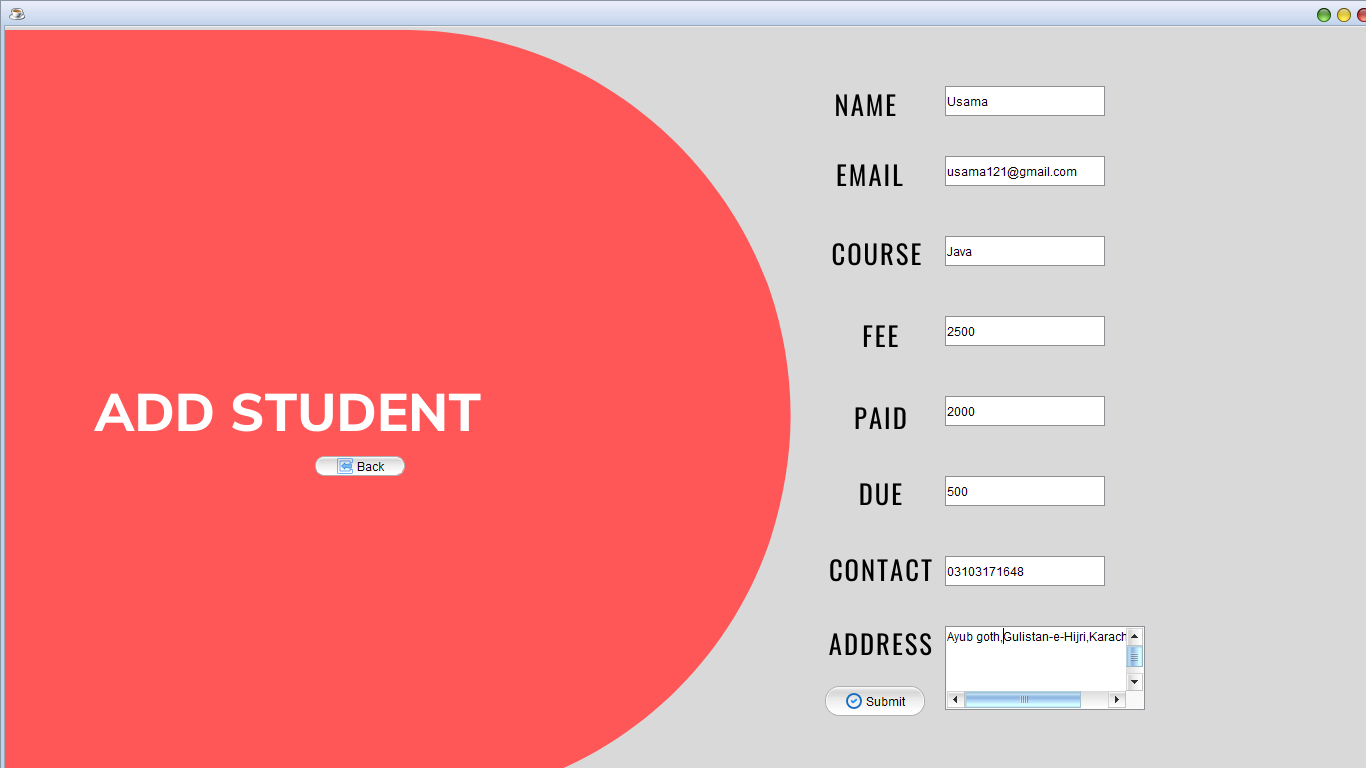 NAME Usama
EMAIL usama121@gmail.com
COURSE Java
FEE 2500
ADD STUDENT
PAID 2000
Back
DUE 500
CONTACT 03103171648
ADDRESS Ayub goth,Gulistan-e-Hijri,Karach
Submit